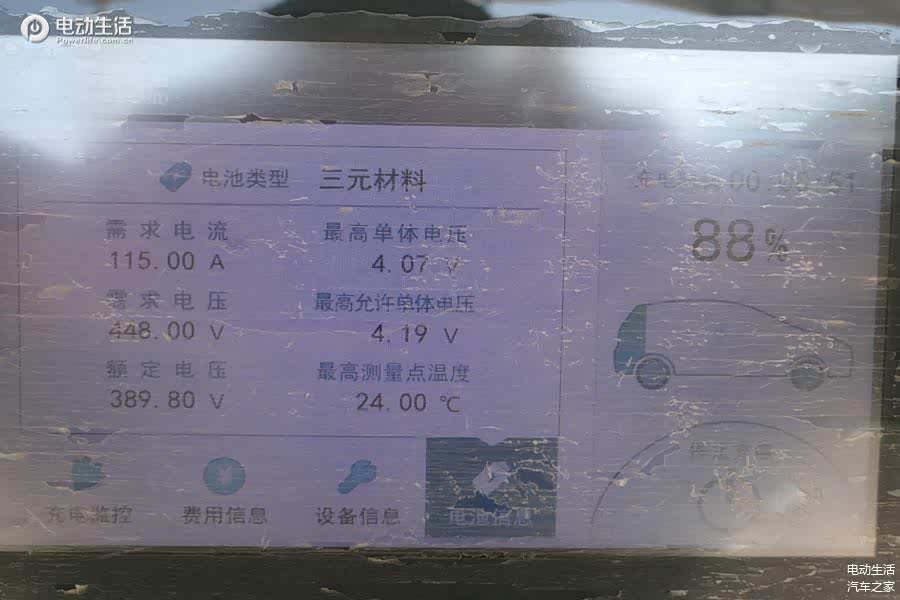 电动生活
Powerlife.com.cn
电池类型 三元材料
需求电流 最高单体电压
115.00 A 4.07 V
需求电压 最高允许单体电压
448.00 V 4.19 V
额定电压 最高测量点温度
389.80 V 24.00 ℃
88%
充电监控 费用信息 设备信息 电池信息
电动生活
汽车之家